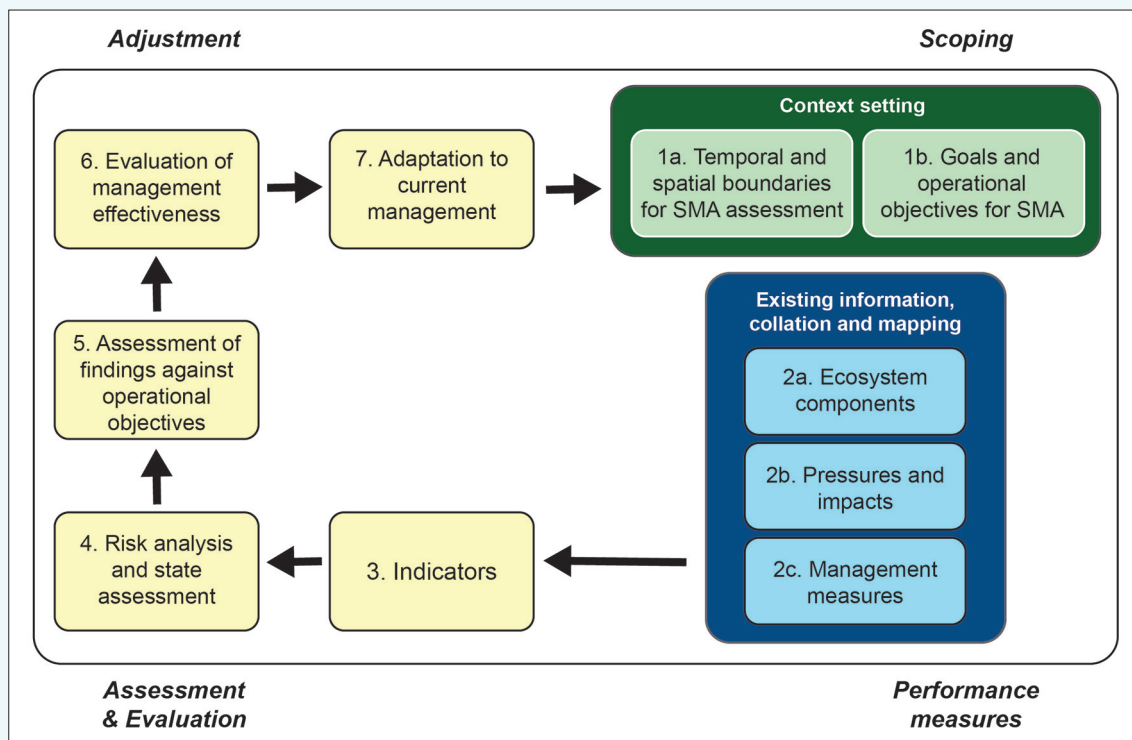 Adjustment
Scoping
Context setting
1a. Temporal and
spatial boundaries
for SMA assessment
1b. Goals and
operational
objectives for SMA
6. Evaluation of
management
effectiveness
7. Adaptation to
current
management
Existing information,
collation and mapping
2a. Ecosystem
components
2b. Pressures and
impacts
2c. Management
measures
5. Assessment of
findings against
operational
objectives
4. Risk analysis
and state
assessment
3. Indicators
Assessment
& Evaluation
Performance
measures